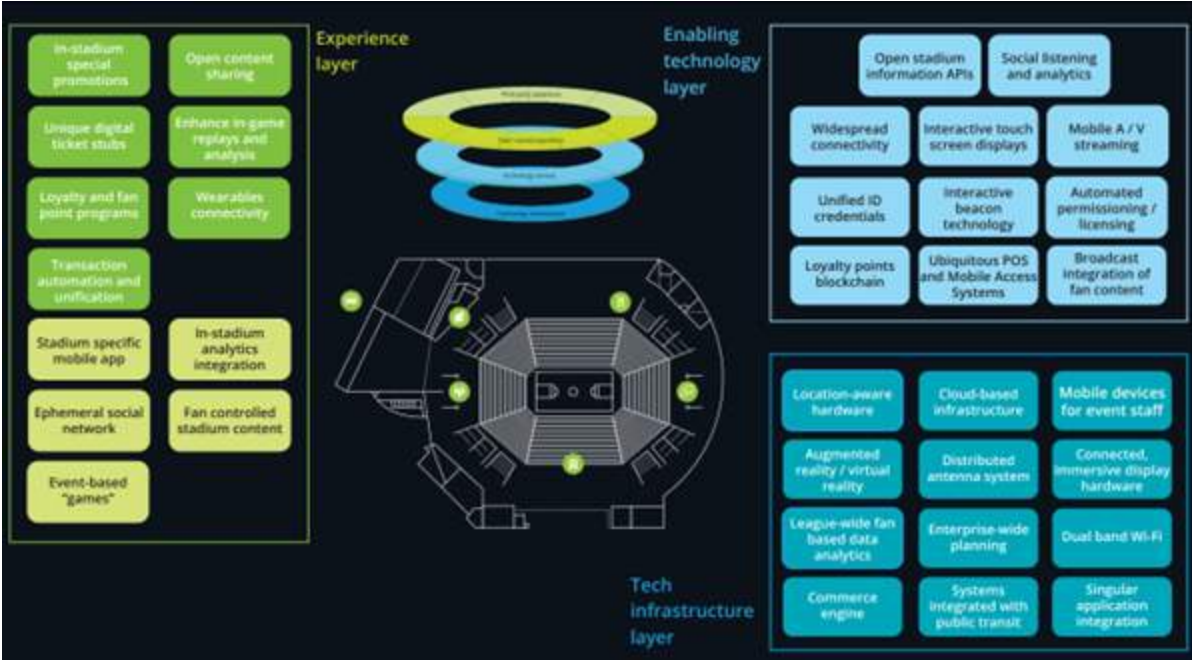 In-stadium
special
promotions
Open content
sharing
Unique digital
ticket stubs
Enhance in-game
replays and
analysis
Loyalty and fan
point programs
Wearables
connectivity
Transaction
automation and
unification
Stadium specific
mobile app
In-stadium
analytics
integration
Ephemeral social
network
Fan controlled
stadium content
Event-based
"games"
Experience
layer
Enabling
technology
layer
Open stadium
information APIs
Social listening
and analytics
Widespread
connectivity
Interactive touch
screen displays
Mobile A / V
streaming
Unified ID
credentials
Interactive
beacon
technology
Automated
permissioning /
licensing
Loyalty points
blockchain
Ubiquitous POS
and Mobile Access
Systems
Broadcast
integration of
fan content
Tech
infrastructure
layer
Location-aware
hardware
Cloud-based
infrastructure
Mobile devices
for event staff
Augmented
reality / virtual
reality
Distributed
antenna system
Connected,
immersive display
hardware
League-wide fan
based data
analytics
Enterprise-wide
planning
Dual band Wi-Fi
Commerce
engine
Systems
integrated with
public transit
Singular
application
integration